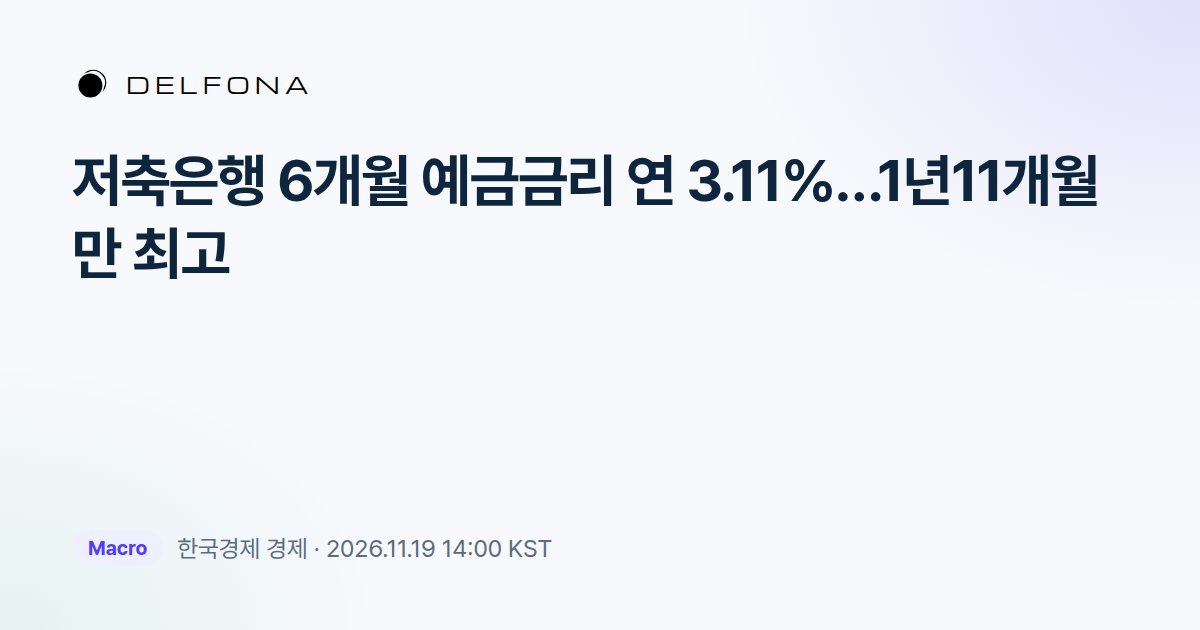 DELFONA
저축은행 6개월 예금금리 연 3.11%…1년11개월
만 최고
Macro 한국경제 경제 · 2026.11.19 14:00 KST